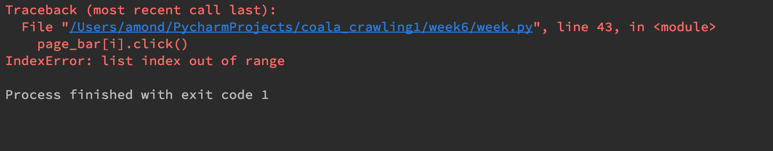 Traceback (most recent call last):
File "/Users/amond/PycharmProjects/coala_crawling1/week6/week.py", line 43, in <module>
page_bar[i].click()
IndexError: list index out of range
Process finished with exit code 1